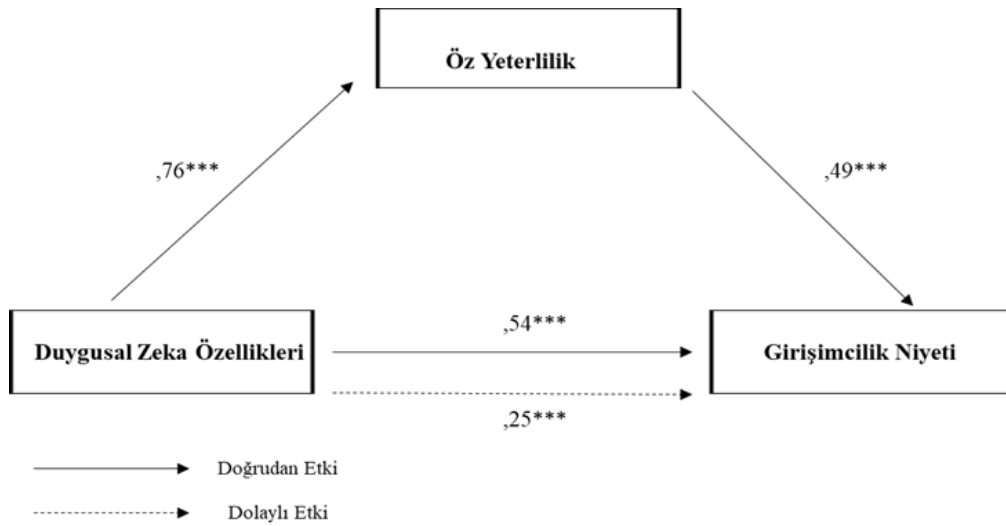 Öz Yeterlilik
,76***
,49***
Duygusal Zeka Özellikleri
,54***
Girişimcilik Niyeti
,25***
Doğrudan Etki
Dolaylı Etki